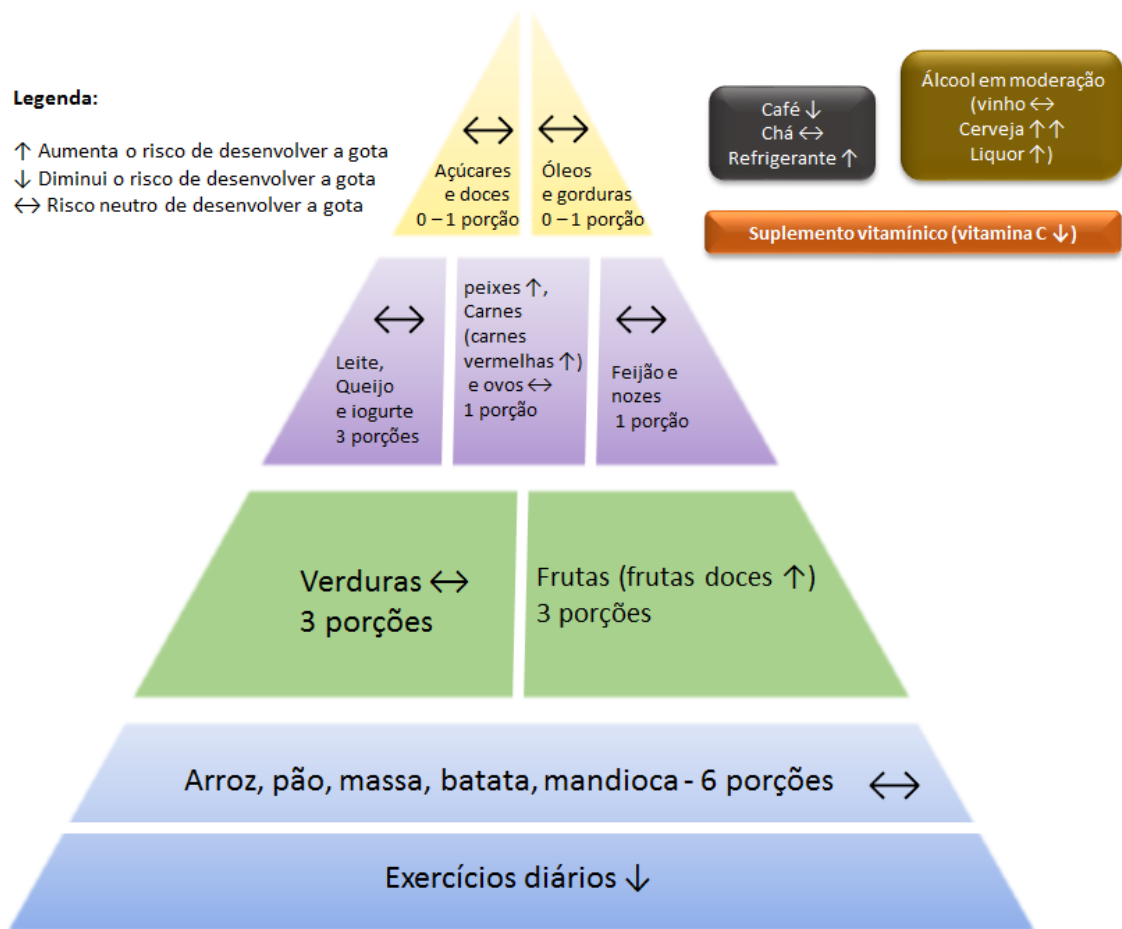 Legenda:
↑ Aumenta o risco de desenvolver a gota
↓ Diminui o risco de desenvolver a gota
↔ Risco neutro de desenvolver a gota
↔
Açúcares
e doces
0 – 1 porção
↔
Óleos
e gorduras
0 – 1 porção
Café ↓
Chá ↔
Refrigerante ↑
Álcool em moderação
(vinho ↔
Cerveja ↑↑
Liquor ↑)
Suplemento vitamínico (vitamina C ↓)
↔
Leite,
Queijo
e iogurte
3 porções
peixes ↑,
Carnes
(carnes
vermelhas ↑)
e ovos ↔
1 porção
↔
Feijão e
nozes
1 porção
Verduras ↔
3 porções
Frutas (frutas doces ↑)
3 porções
Arroz, pão, massa, batata, mandioca - 6 porções ↔
Exercícios diários ↓